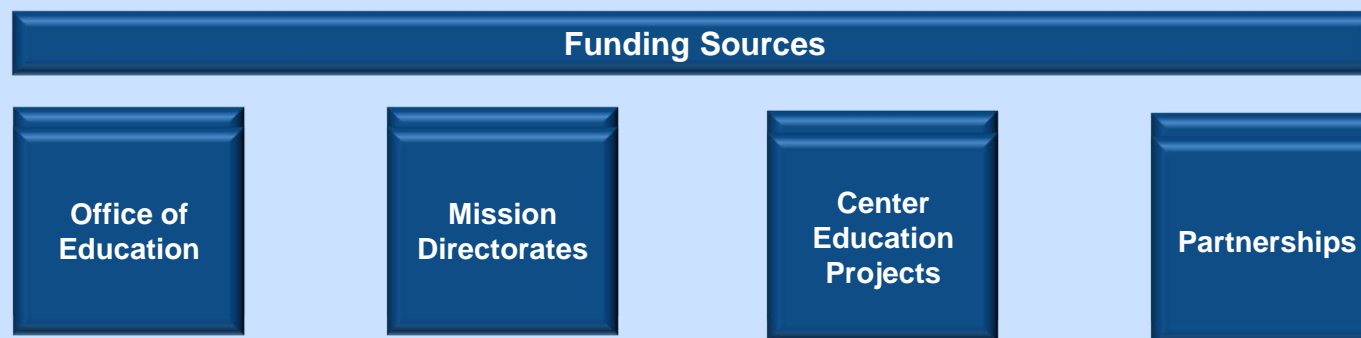 Funding Sources
Office of
Education
Mission
Directorates
Center
Education
Projects
Partnerships